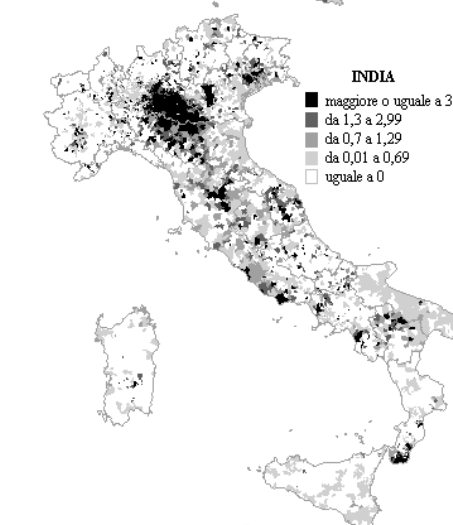 INDIA
maggiore o uguale a 3
da 1,3 a 2,99
da 0,7 a 1,29
da 0,01 a 0,69
uguale a 0